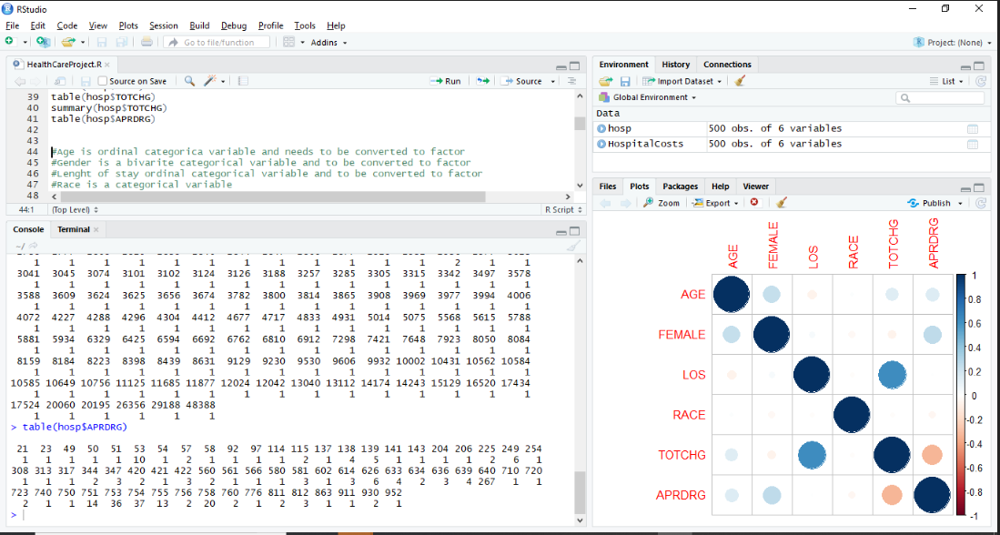 RStudio
File Edit Code View Plots Session Build Debug Profile Tools Help
Go to file/function Addins Project: (None)
HealthCareProject.R
Source on Save Run Source
39 table(hosp$TOTCHG)
40 summary(hosp$TOTCHG)
41 table(hosp$APRDRG)
42
43
44 #Age is ordinal categorica variable and needs to be converted to factor
45 #Gender is a bivarite categorical variable and to be converted to factor
46 #Lenght of stay ordinal categorical variable and to be converted to factor
47 #Race is a categorical variable
48
44:1 (Top Level) R Script
Console Terminal
~/
1 1 1 1 1 1 1 1 1 1 1 1 2 1 1
3041 3045 3074 3101 3102 3124 3126 3188 3257 3285 3305 3315 3342 3497 3578
1 1 1 1 1 1 1 1 1 1 1 1 1 1 1
3588 3609 3624 3625 3656 3674 3782 3800 3814 3865 3908 3969 3977 3994 4006
1 1 1 1 1 1 1 1 1 1 1 1 1 1 1
4072 4227 4288 4296 4304 4412 4677 4717 4833 4931 5014 5075 5568 5615 5788
1 1 1 1 1 1 1 1 1 1 1 1 1 1 1
5881 5934 6329 6425 6594 6692 6762 6810 6912 7298 7421 7648 7923 8050 8084
1 1 1 1 1 1 1 1 1 1 1 1 1 1 1
8159 8184 8223 8398 8439 8631 9129 9230 9530 9606 9932 10002 10431 10562 10584
1 1 1 1 1 1 1 1 1 1 1 1 1 1 1
10585 10649 10756 11125 11685 11877 12024 12042 13040 13112 14174 14243 15129 16520 17434
1 1 1 1 1 1 1 1 1 1 1 1 1 1 1
17524 20060 20195 26356 29188 48388
1 1 1 1 1 1
> table(hosp$APRDRG)
21 23 49 50 51 53 54 57 58 92 97 114 115 137 138 139 141 143 204 206 225 249 254
1 1 1 1 1 10 1 2 1 1 1 1 2 1 4 5 1 1 1 1 2 6 1
308 313 317 344 347 420 421 422 560 561 566 580 581 602 614 626 633 634 636 639 640 710 720
1 1 1 2 3 2 1 3 2 1 1 1 3 1 3 6 4 2 3 4 267 1 1
723 740 750 751 753 754 755 756 758 760 776 811 812 863 911 930 952
2 1 1 14 36 37 13 2 20 2 1 2 3 1 1 2 1
>
Environment History Connections
Import Dataset List
Global Environment
Data
hosp 500 obs. of 6 variables
HospitalCosts 500 obs. of 6 variables
Files Plots Packages Help Viewer
Zoom Export Publish
AGE FEMALE LOS RACE TOTCHG APRDRG
AGE
FEMALE
LOS
RACE
TOTCHG
APRDRG
1
0.8
0.6
0.4
0.2
0
-0.2
-0.4
-0.6
-0.8
-1